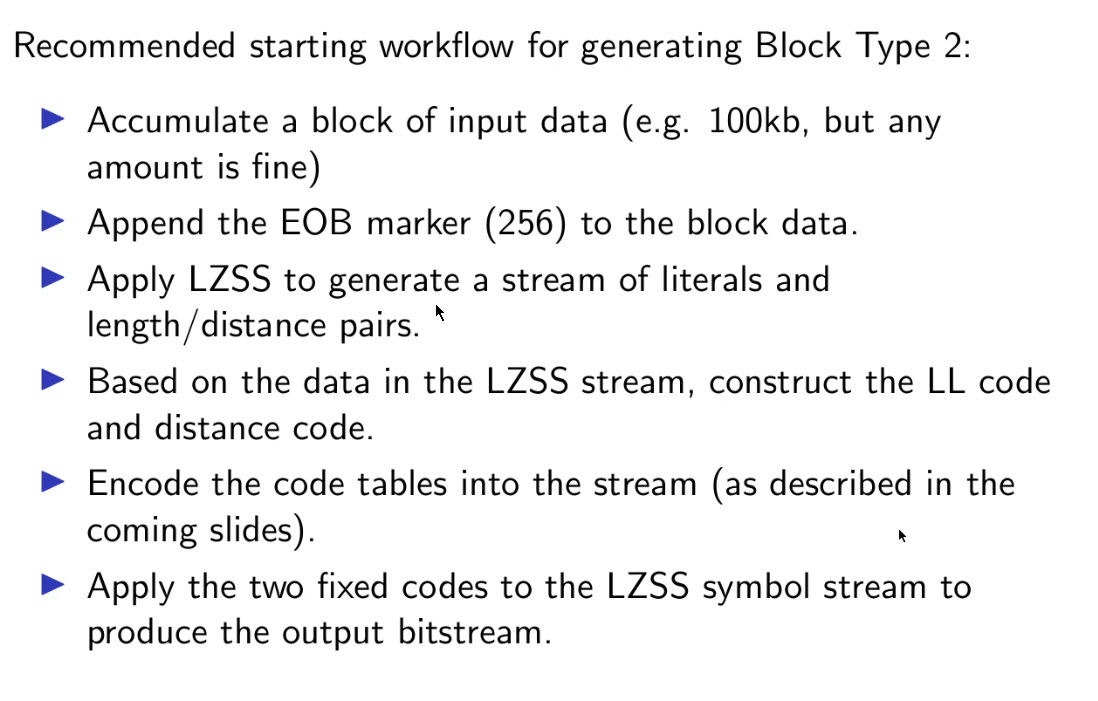 Recommended starting workflow for generating Block Type 2:
Accumulate a block of input data (e.g. 100kb, but any
amount is fine)
Append the EOB marker (256) to the block data.
Apply LZSS to generate a stream of literals and
length/distance pairs.
Based on the data in the LZSS stream, construct the LL code
and distance code.
Encode the code tables into the stream (as described in the
coming slides).
Apply the two fixed codes to the LZSS symbol stream to
produce the output bitstream.